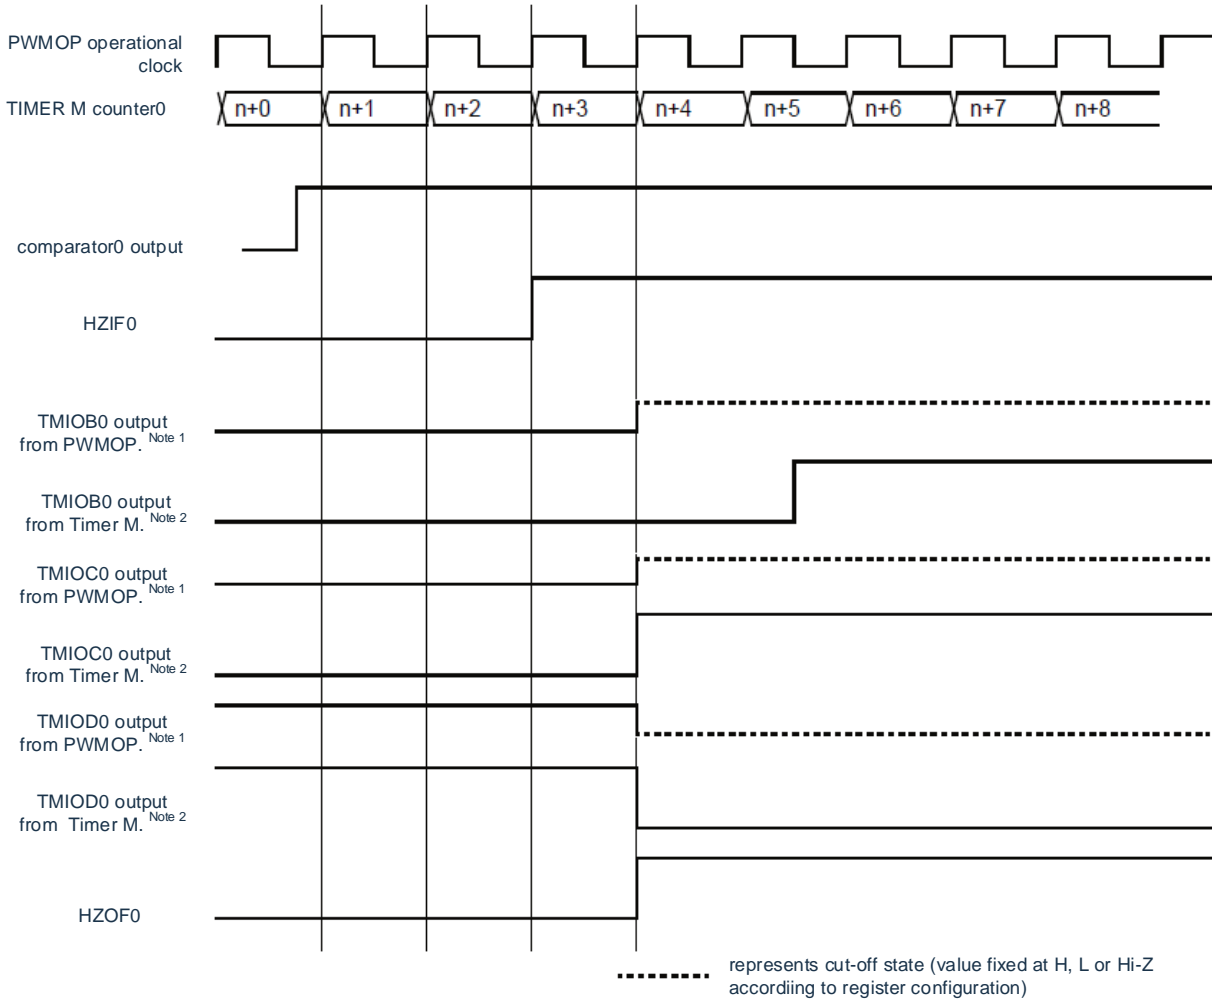 PWMOP operational
clock
TIMER M counter0
n+0 n+1 n+2 n+3 n+4 n+5 n+6 n+7 n+8
comparator0 output
HZIF0
TMIOB0 output
from PWMOP. Note 1
TMIOB0 output
from Timer M. Note 2
TMIOC0 output
from PWMOP. Note 1
TMIOC0 output
from Timer M. Note 2
TMIOD0 output
from PWMOP. Note 1
TMIOD0 output
from Timer M. Note 2
HZOF0
represents cut-off state (value fixed at H, L or Hi-Z
accordiing to register configuration)